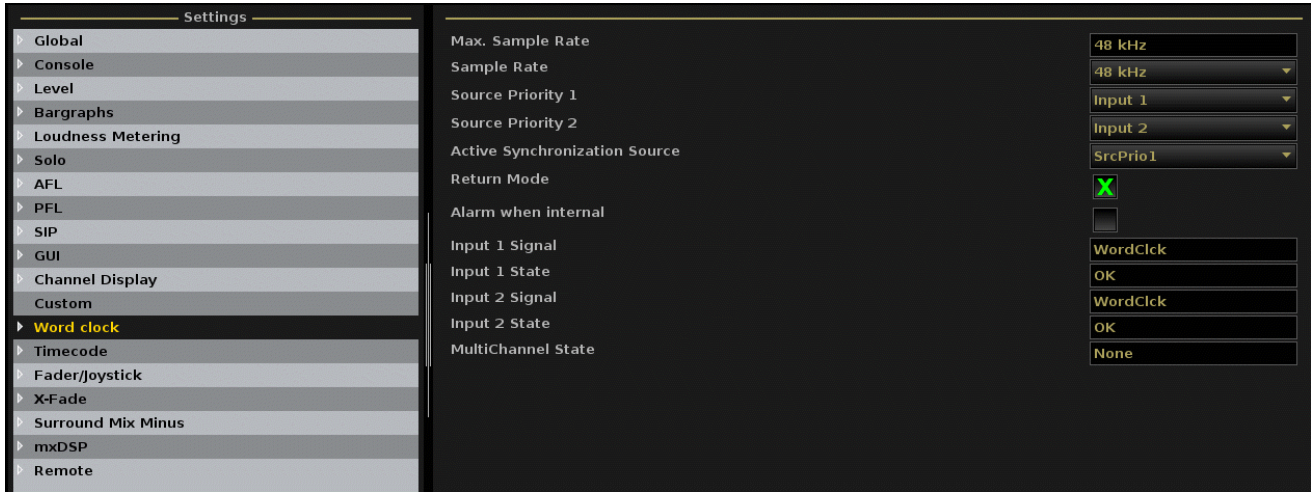 Settings
Global
Console
Level
Bargraphs
Loudness Metering
Solo
AFL
PFL
SIP
GUI
Channel Display
Custom
Word clock
Timecode
Fader/Joystick
X-Fade
Surround Mix Minus
mxDSP
Remote
Max. Sample Rate 48 kHz
Sample Rate 48 kHz
Source Priority 1 Input 1
Source Priority 2 Input 2
Active Synchronization Source SrcPrio1
Return Mode X
Alarm when internal
Input 1 Signal WordClck
Input 1 State OK
Input 2 Signal WordClck
Input 2 State OK
MultiChannel State None